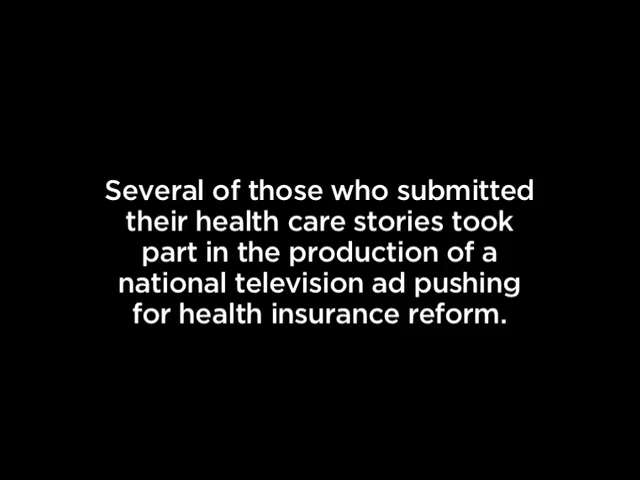 Several of those who submitted
their health care stories took
part in the production of a
national television ad pushing
for health insurance reform.